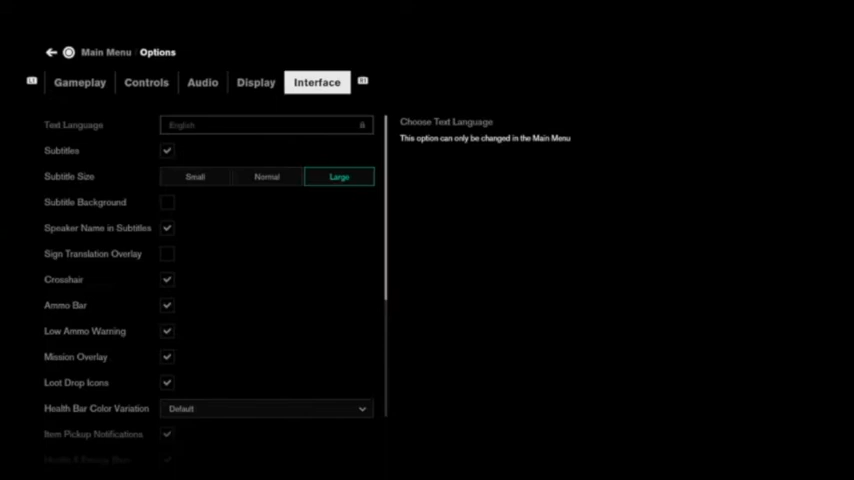 Main Menu Options
L1 Gameplay Controls Audio Display Interface R1
Text Language English
Choose Text Language
This option can only be changed in the Main Menu
Subtitles
Subtitle Size Small Normal Large
Subtitle Background
Speaker Name in Subtitles
Sign Translation Overlay
Crosshair
Ammo Bar
Low Ammo Warning
Mission Overlay
Loot Drop Icons
Health Bar Color Variation Default
Item Pickup Notifications